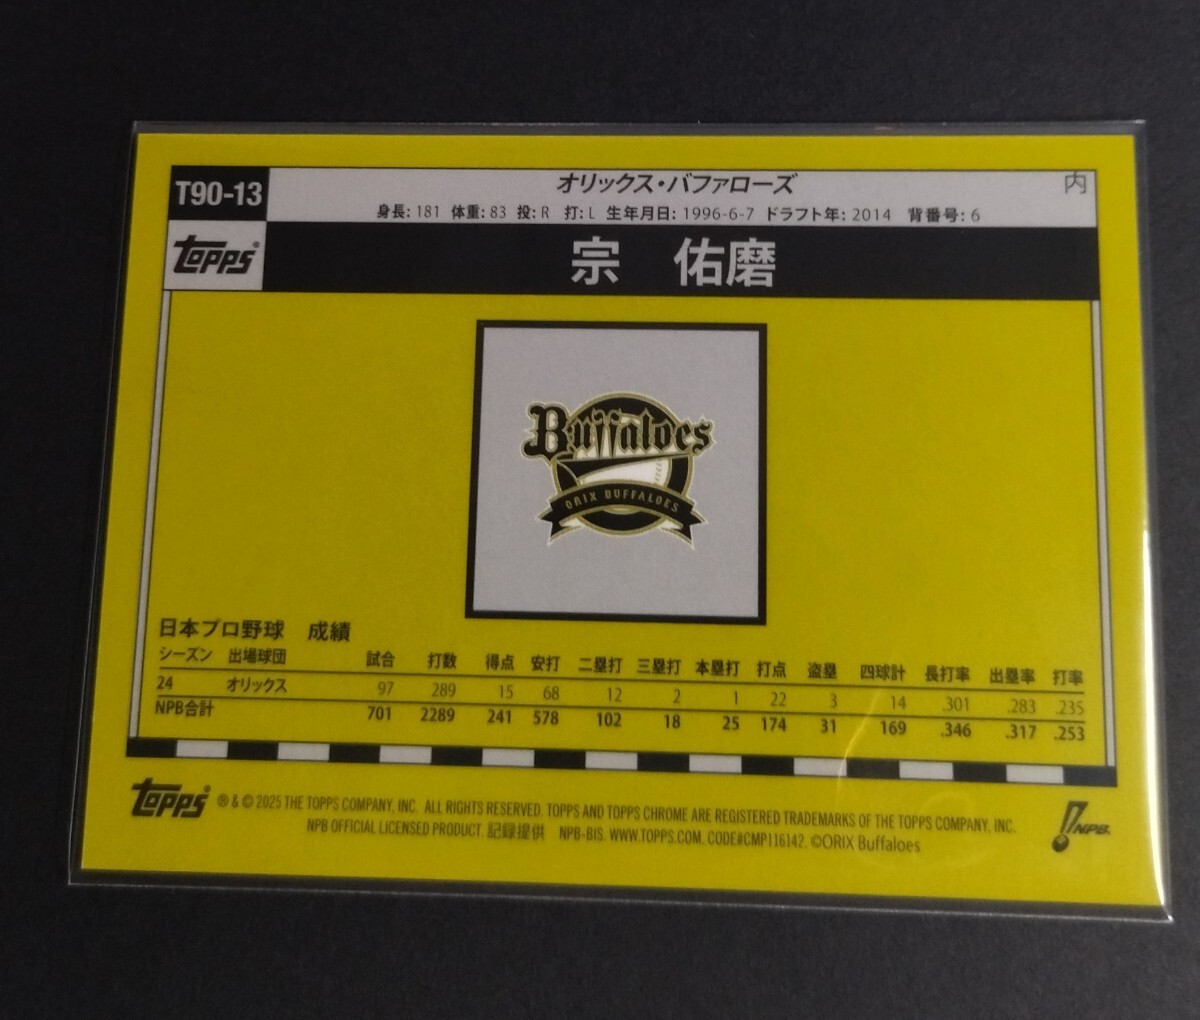 T90-13
オリックス・バファローズ
内
身長: 181 体重: 83 投: R 打: L 生年月日: 1996-6-7 ドラフト年: 2014 背番号: 6
Topps®
宗 佑磨
Buffaloes
ORIX BUFFALOES
日本プロ野球 成績
シーズン 出場球団 試合 打数 得点 安打 二塁打 三塁打 本塁打 打点 盗塁 四球計 長打率 出塁率 打率
24 オリックス 97 289 15 68 12 2 1 22 3 14 .301 .283 .235
NPB合計 701 2289 241 578 102 18 25 174 31 169 .346 .317 .253
Topps ® & © 2025 THE TOPPS COMPANY, INC. ALL RIGHTS RESERVED. TOPPS AND TOPPS CHROME ARE REGISTERED TRADEMARKS OF THE TOPPS COMPANY, INC.
NPB OFFICIAL LICENSED PRODUCT. 記録提供 NPB-BIS. WWW.TOPPS.COM. CODE#CMP116142. ©ORIX Buffaloes
NPB.